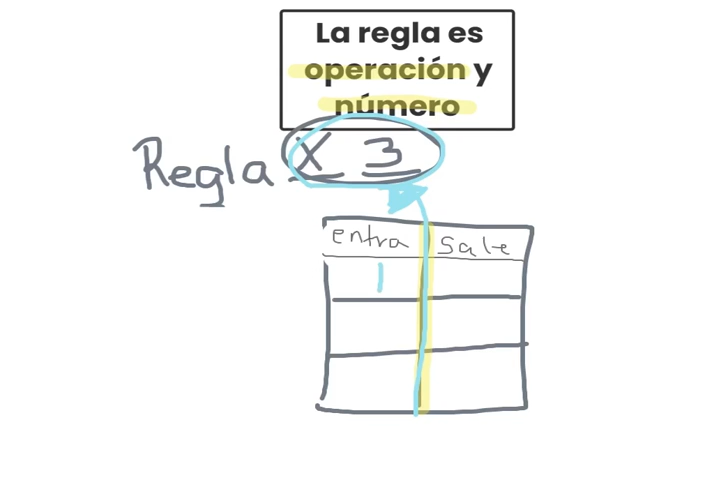 La regla es
operación y
número
Regla X 3
entra sale
1